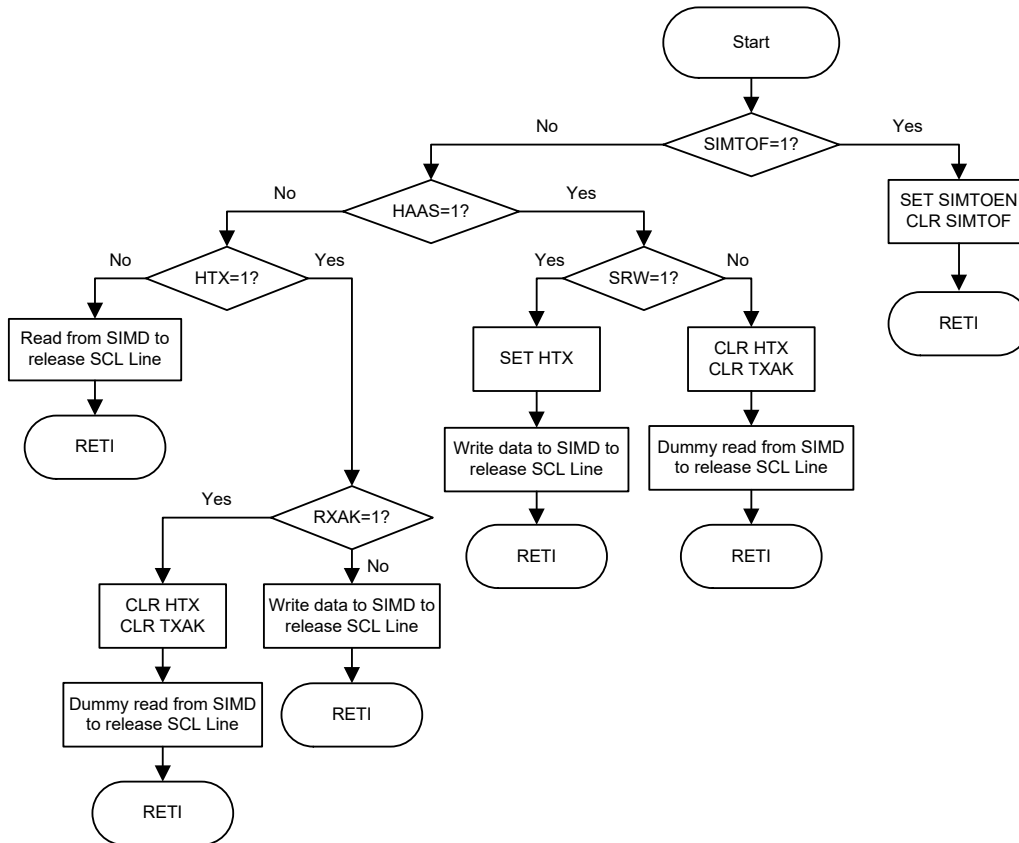 Start
No
SIMTOF=1?
Yes
No
HAAS=1?
Yes
SET SIMTOEN
CLR SIMTOF
No
HTX=1?
Yes
Yes
SRW=1?
No
RETI
Read from SIMD to
release SCL Line
SET HTX
CLR HTX
CLR TXAK
RETI
Write data to SIMD to
release SCL Line
Dummy read from SIMD
to release SCL Line
Yes
RXAK=1?
No
RETI
RETI
CLR HTX
CLR TXAK
Write data to SIMD to
release SCL Line
Dummy read from SIMD
to release SCL Line
RETI
RETI